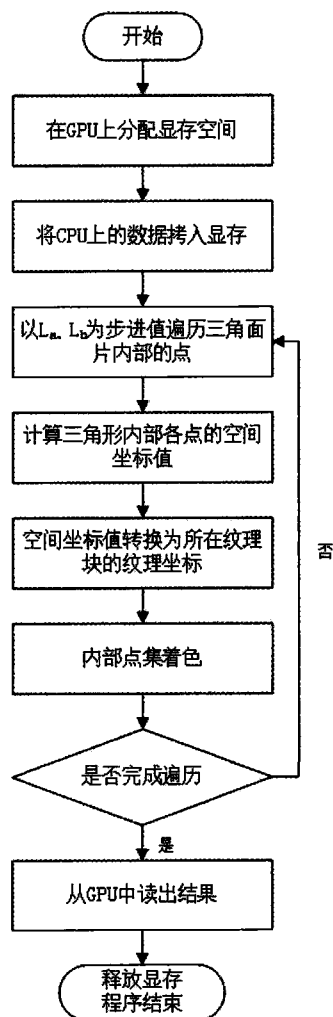 开始
在GPU上分配显存空间
将CPU上的数据拷入显存
以La、Lb为步进值遍历三角面
片内部的点
计算三角形内部各点的空间
坐标值
空间坐标值转换为所在纹理
块的纹理坐标
否
内部点集着色
是否完成遍历
是
从GPU中读出结果
释放显存
程序结束